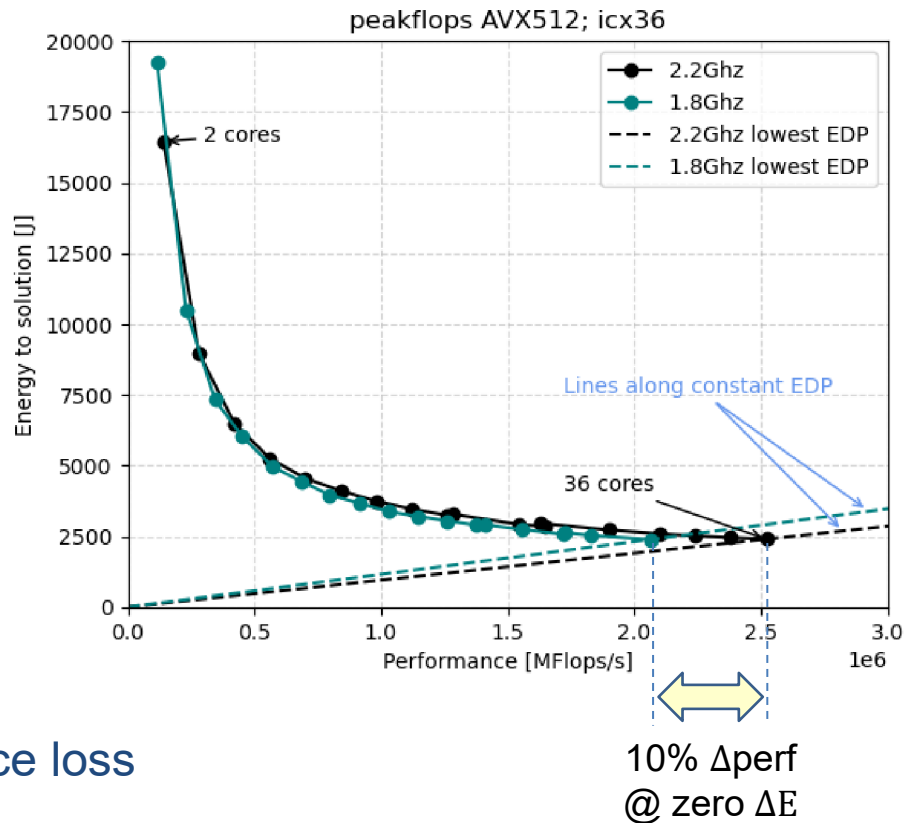 peakflops AVX512; icx36
20000
17500
15000
12500
10000
7500
5000
2500
0
Energy to solution [J]
2.2Ghz
1.8Ghz
2.2Ghz lowest EDP
1.8Ghz lowest EDP
2 cores
Lines along constant EDP
36 cores
0.0 0.5 1.0 1.5 2.0 2.5 3.0
Performance [MFlops/s]
1e6
ce loss
10% Δperf
@ zero ΔE